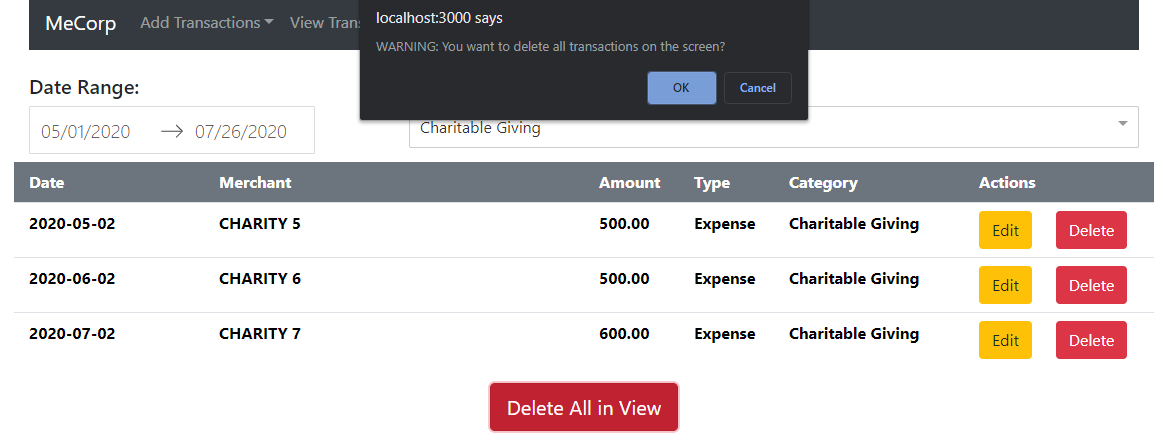 MeCorp Add Transactions View Trans
localhost:3000 says
WARNING: You want to delete all transactions on the screen?
OK Cancel
Date Range:
05/01/2020 → 07/26/2020
Charitable Giving
Date Merchant Amount Type Category Actions
2020-05-02 CHARITY 5 500.00 Expense Charitable Giving Edit Delete
2020-06-02 CHARITY 6 500.00 Expense Charitable Giving Edit Delete
2020-07-02 CHARITY 7 600.00 Expense Charitable Giving Edit Delete
Delete All in View